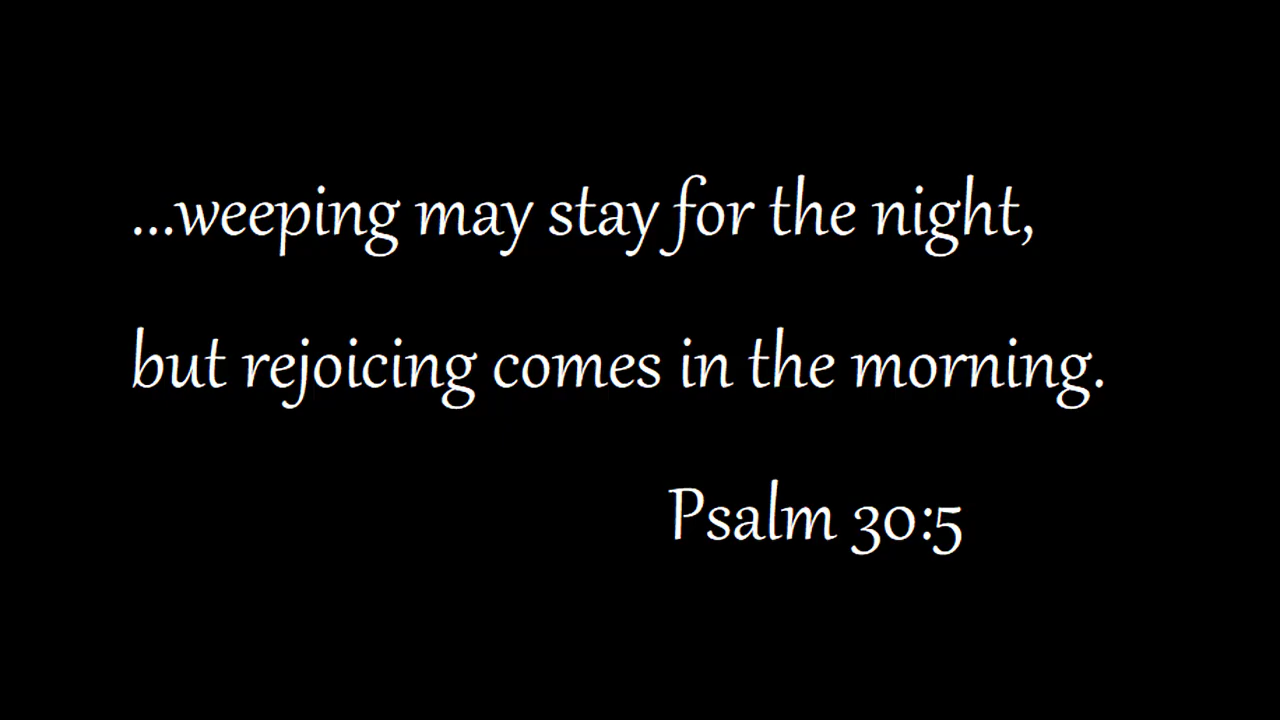 ...weeping may stay for the night,
but rejoicing comes in the morning.
Psalm 30:5